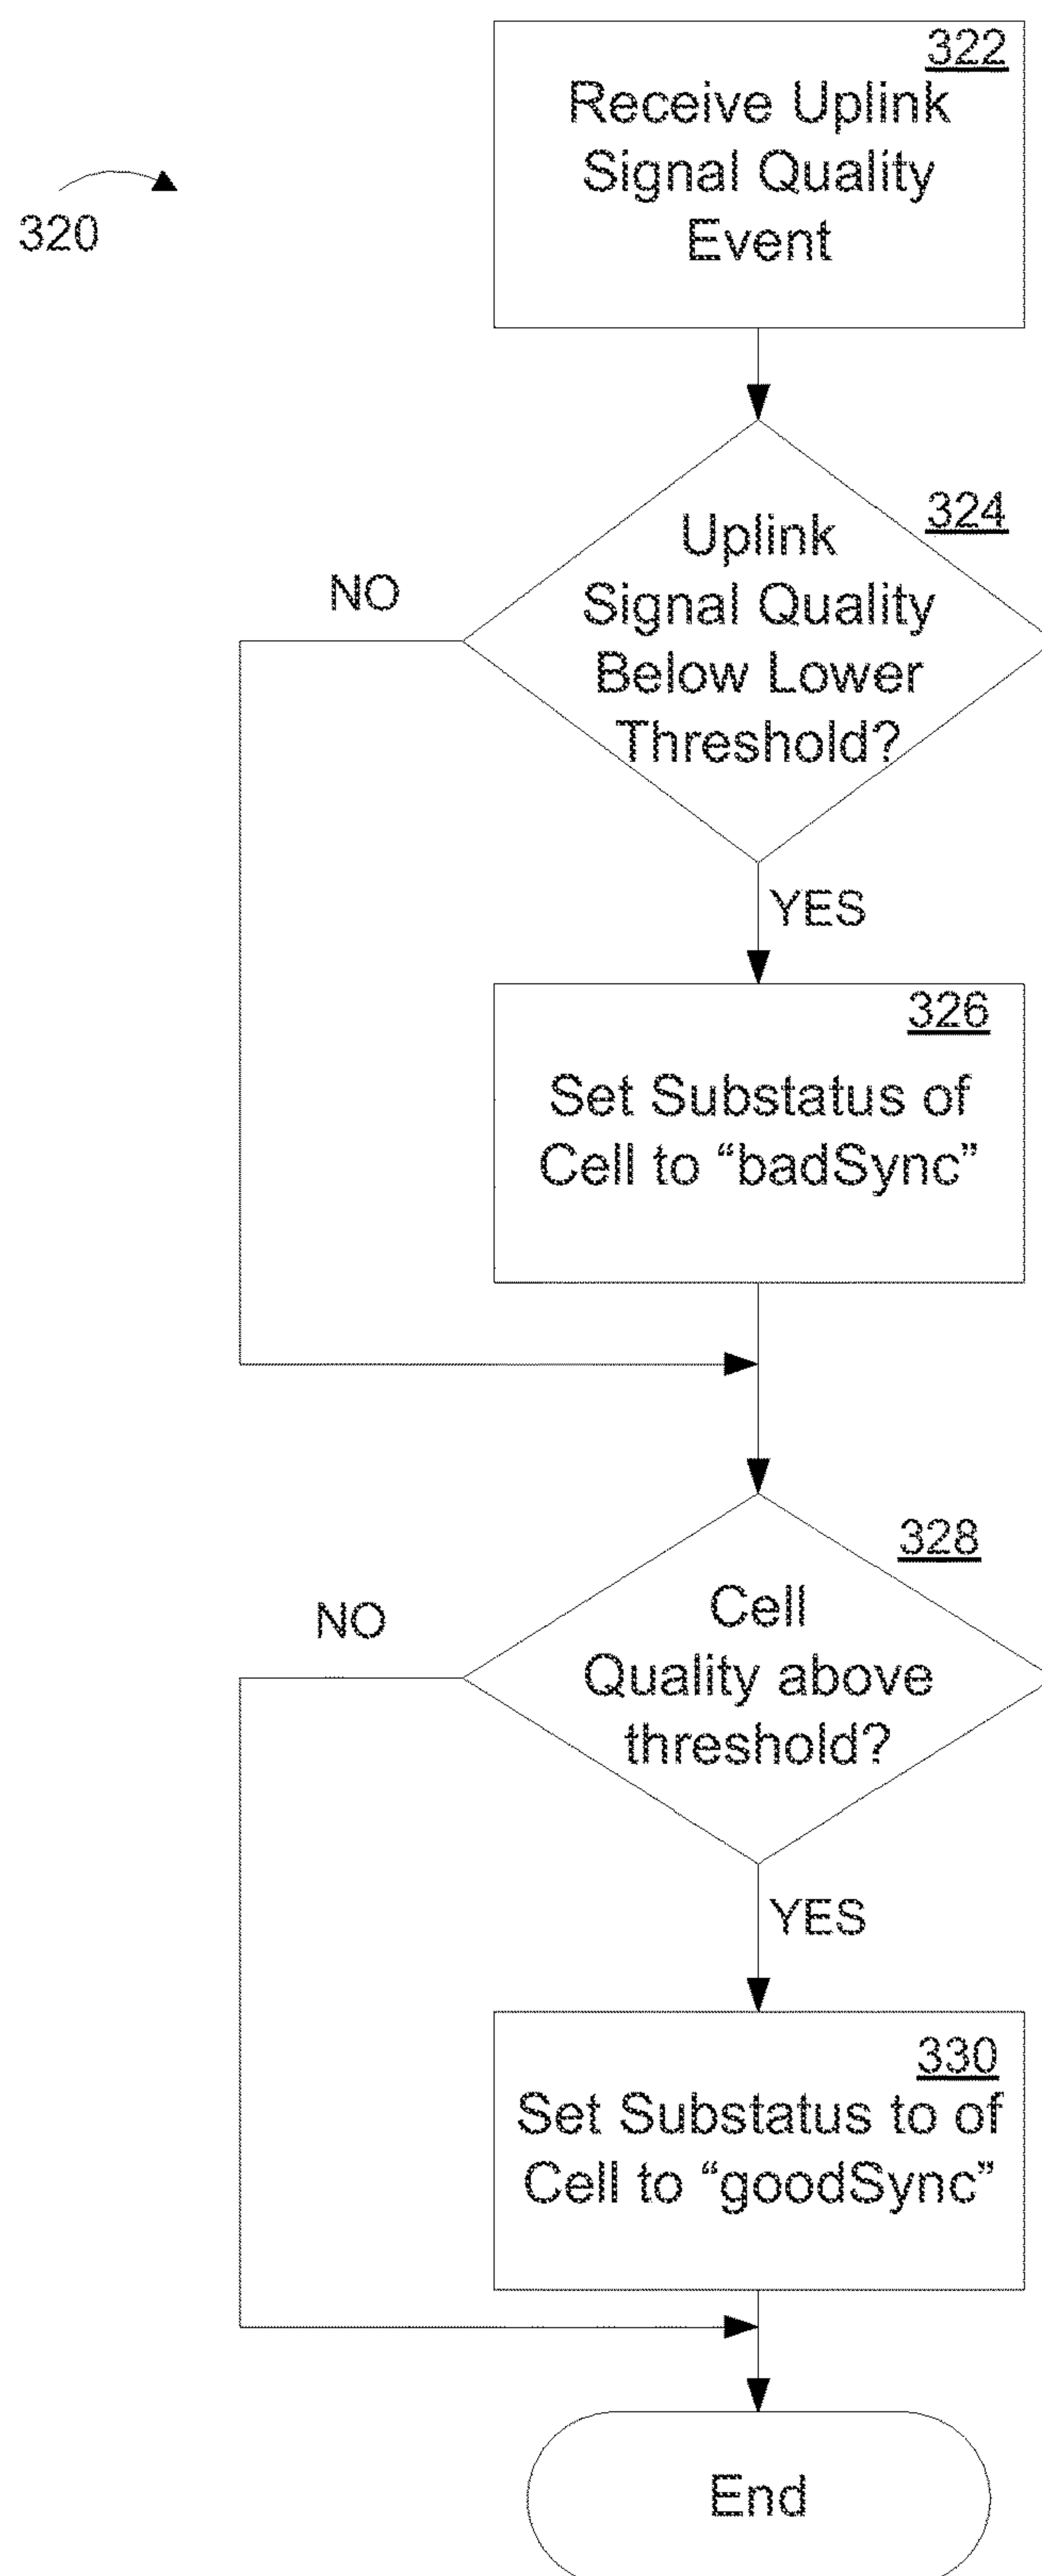 322
Receive Uplink
Signal Quality
Event
320
324
Uplink
Signal Quality
Below Lower
Threshold?
NO
YES
326
Set Substatus of
Cell to “badSync”
328
Cell
Quality above
threshold?
NO
YES
330
Set Substatus to of
Cell to “goodSync”
End